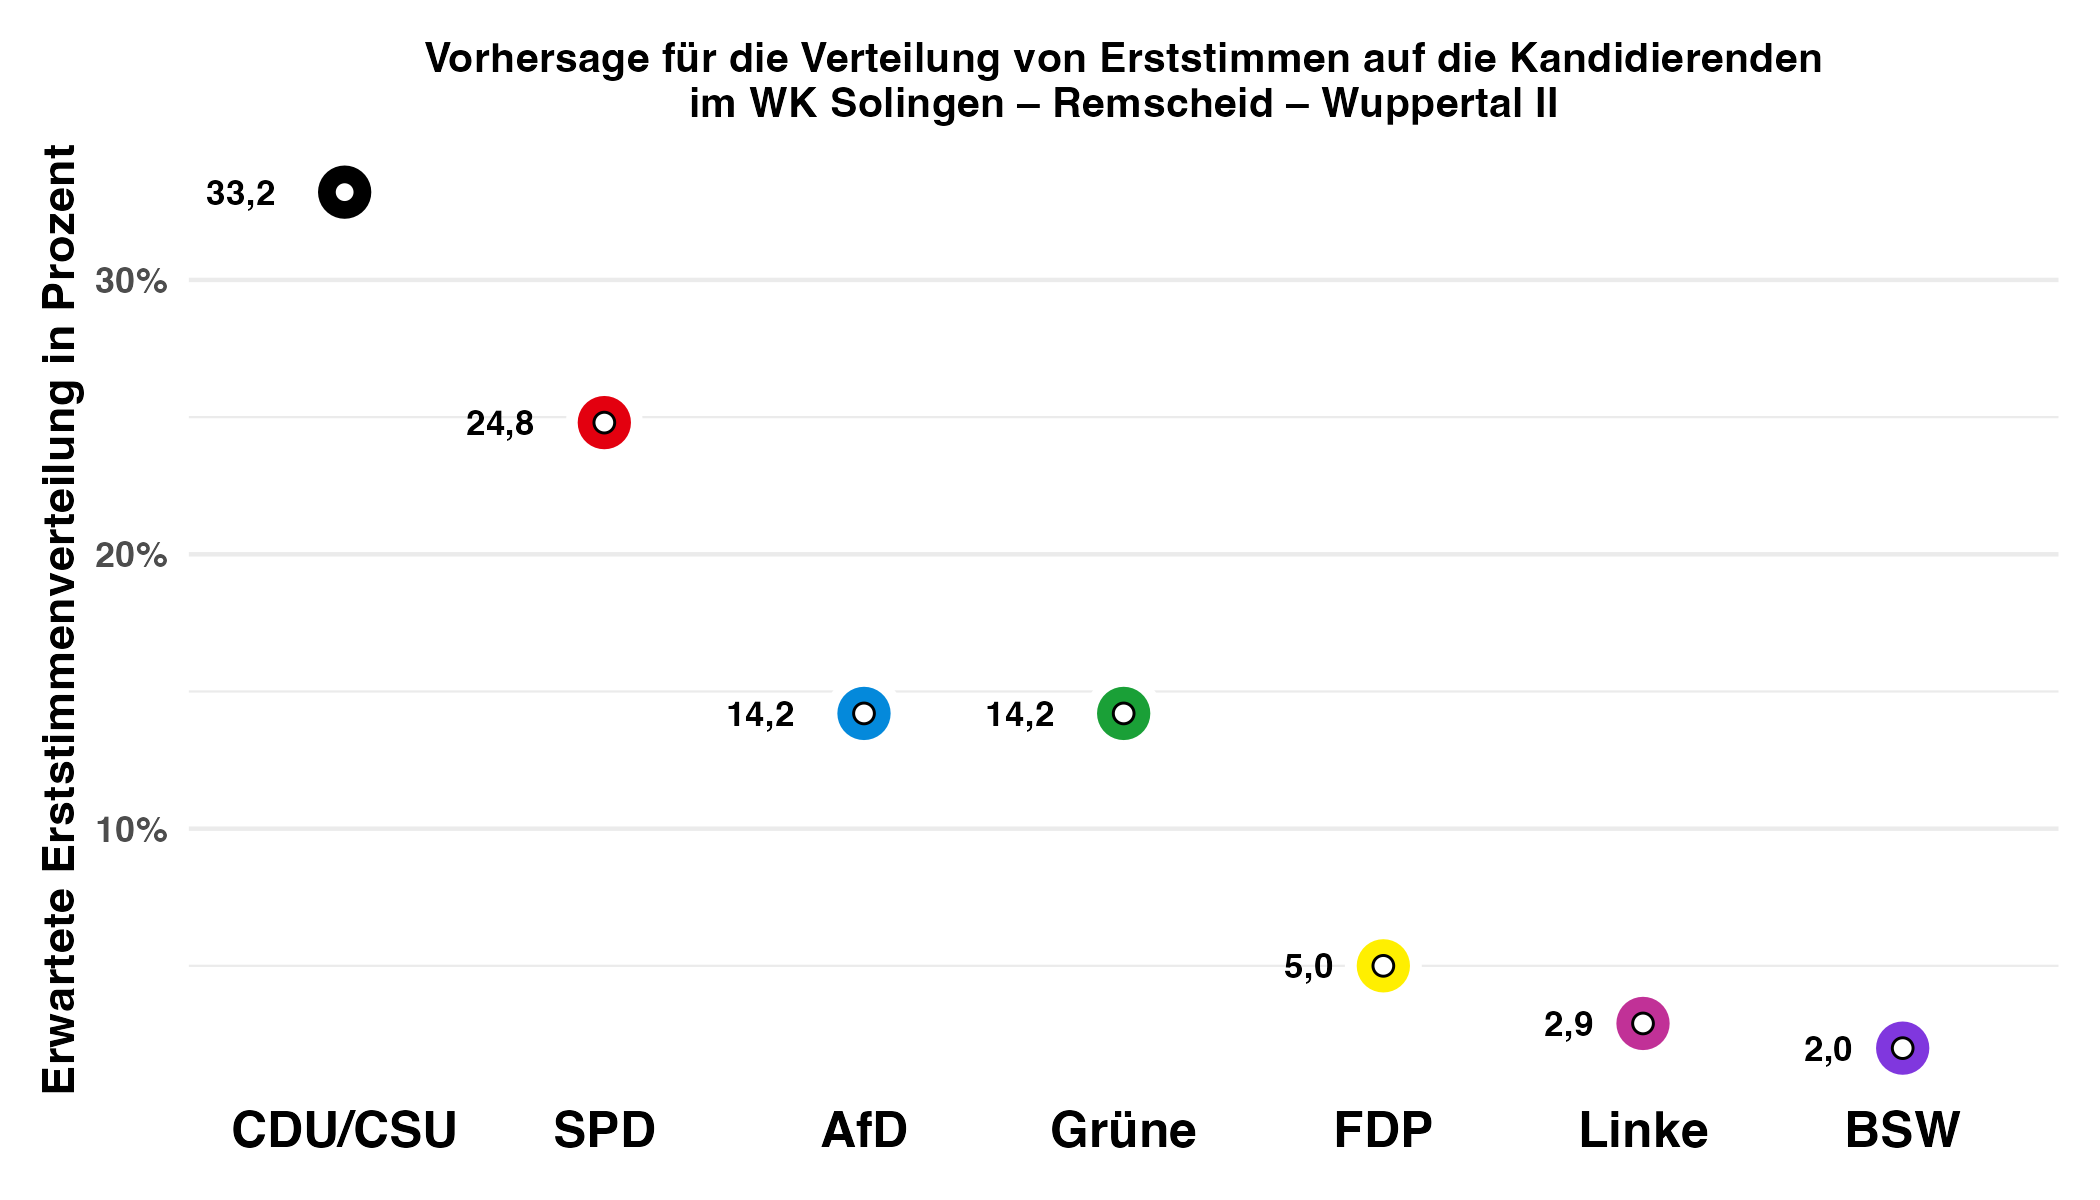 Vorhersage für die Verteilung von Erststimmen auf die Kandidierenden
im WK Solingen – Remscheid – Wuppertal II
Erwartete Erststimmenverteilung in Prozent
33,2
30%
24,8
20%
14,2
14,2
10%
5,0
2,9
2,0
CDU/CSU
SPD
AfD
Grüne
FDP
Linke
BSW